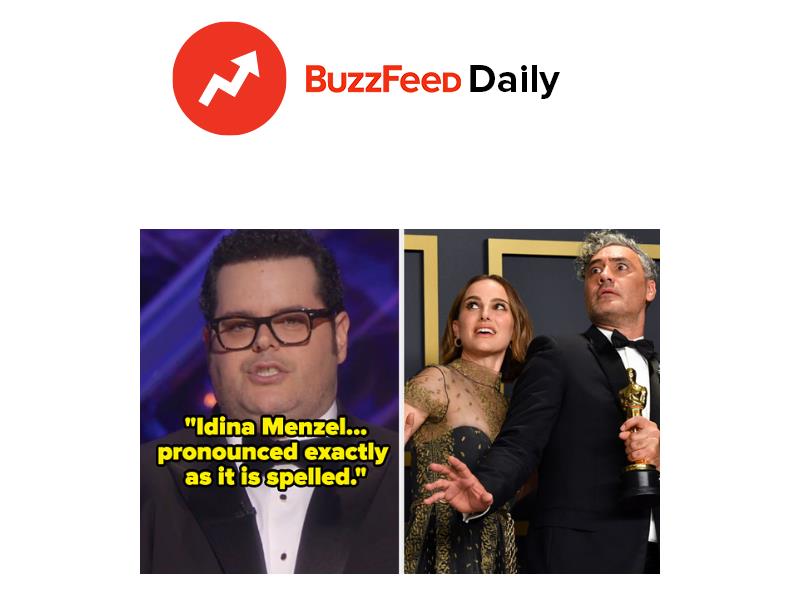 BuzzFeed Daily
"Idina Menzel...
pronounced exactly
as it is spelled."